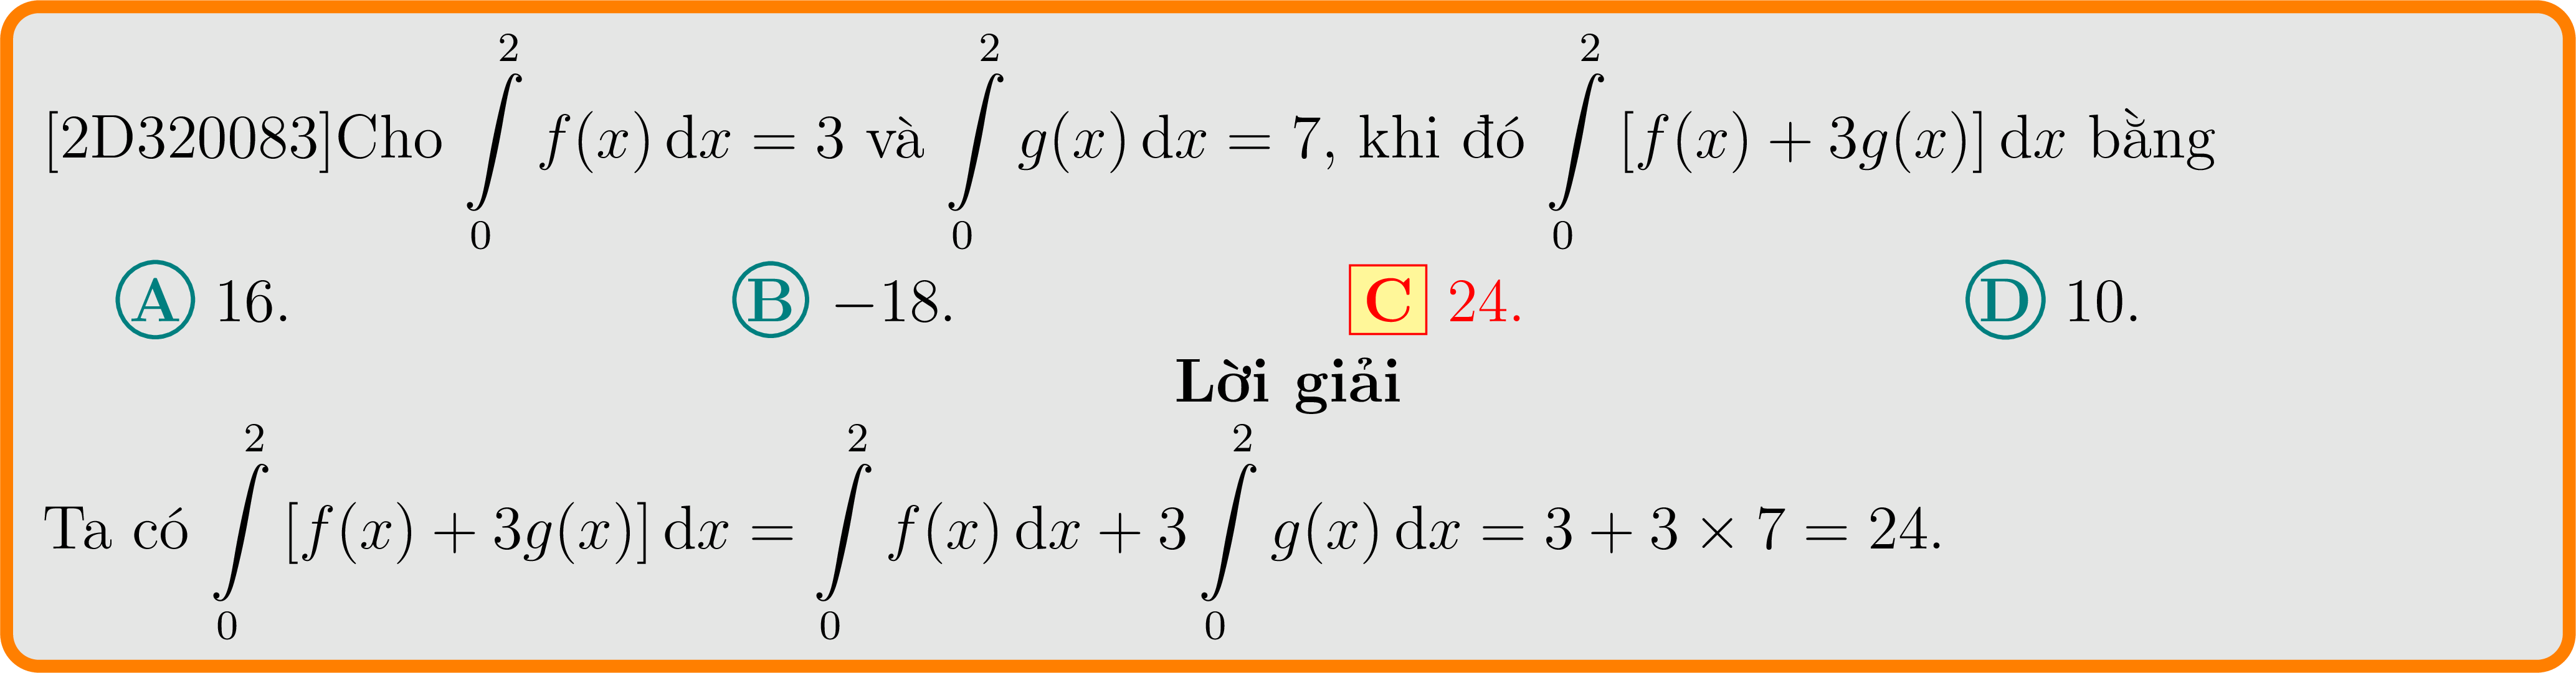 [2D320083]Cho $\int\limits_0^2 f(x)\,\mathrm{d}x = 3$ và $\int\limits_0^2 g(x)\,\mathrm{d}x = 7$, khi đó $\int\limits_0^2 [f(x) + 3g(x)]\,\mathrm{d}x$ bằng
A 16. B −18. C 24. D 10.
Lời giải
Ta có $\int\limits_0^2 [f(x) + 3g(x)]\,\mathrm{d}x = \int\limits_0^2 f(x)\,\mathrm{d}x + 3\int\limits_0^2 g(x)\,\mathrm{d}x = 3 + 3 \times 7 = 24.$